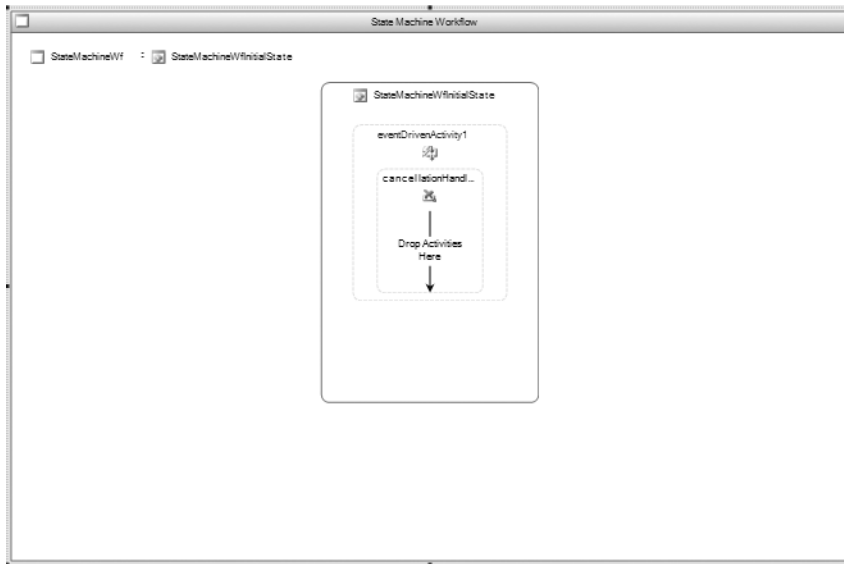 State Machine Workflow
StateMachineWf : StateMachineWfInitialState
StateMachineWfInitialState
eventDrivenActivity1
cancellationHandl...
Drop Activities
Here